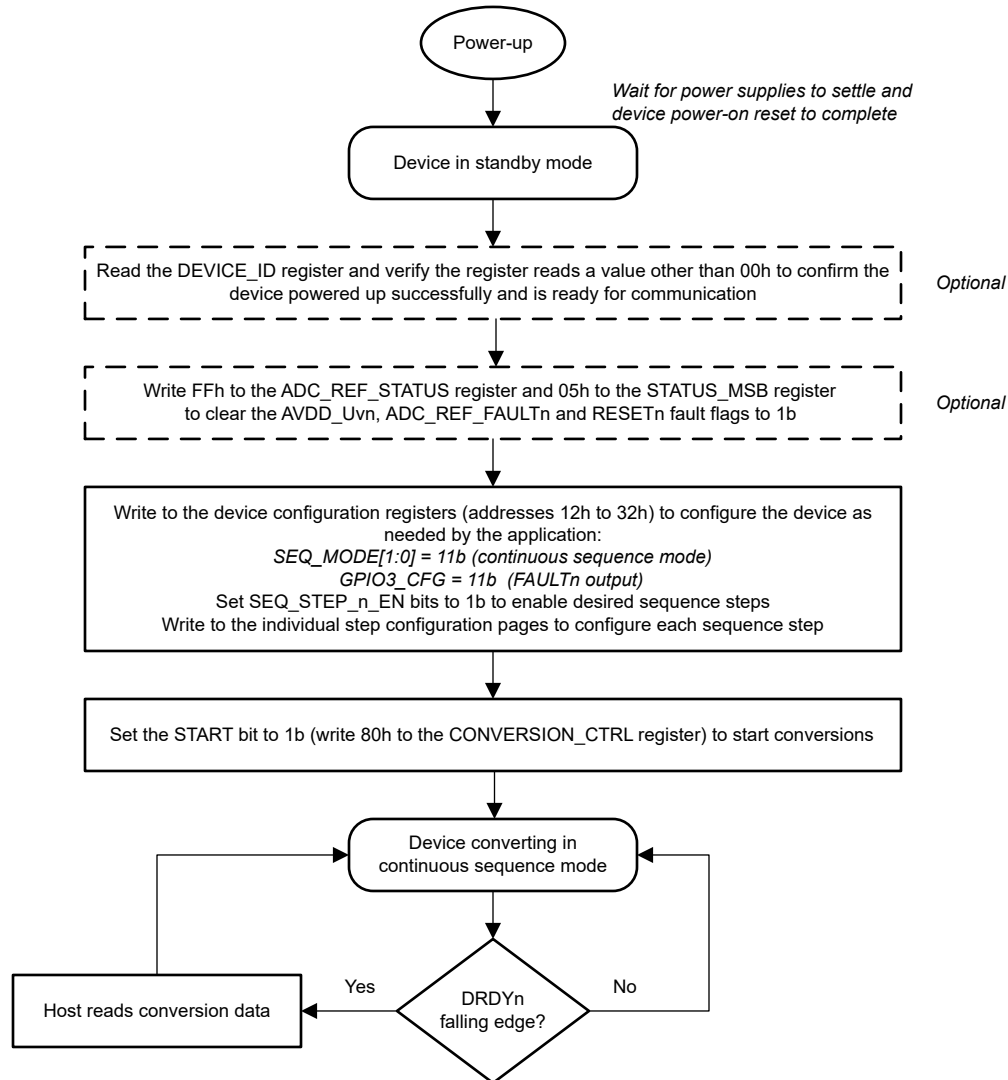 Power-up
Wait for power supplies to settle and
device power-on reset to complete
Device in standby mode
Read the DEVICE_ID register and verify the register reads a value other than 00h to confirm the
device powered up successfully and is ready for communication
Optional
Write FFh to the ADC_REF_STATUS register and 05h to the STATUS_MSB register
to clear the AVDD_Uvn, ADC_REF_FAULTn and RESETn fault flags to 1b
Optional
Write to the device configuration registers (addresses 12h to 32h) to configure the device as
needed by the application:
SEQ_MODE[1:0] = 11b (continuous sequence mode)
GPIO3_CFG = 11b (FAULTn output)
Set SEQ_STEP_n_EN bits to 1b to enable desired sequence steps
Write to the individual step configuration pages to configure each sequence step
Set the START bit to 1b (write 80h to the CONVERSION_CTRL register) to start conversions
Device converting in
continuous sequence mode
Yes
No
DRDYn
falling edge?
Host reads conversion data